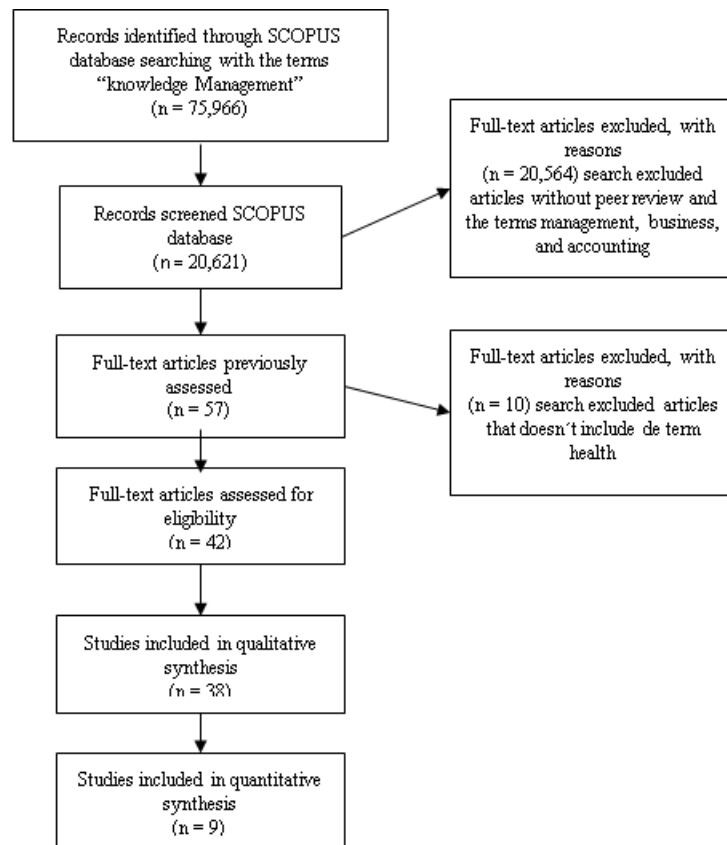 Records identified through SCOPUS
database searching with the terms
“knowledge Management”
(n = 75,966)
Full-text articles excluded, with
reasons
(n = 20,564) search excluded
articles without peer review and
the terms management, business,
and accounting
Records screened SCOPUS
database
(n = 20,621)
Full-text articles previously
assessed
(n = 57)
Full-text articles excluded, with
reasons
(n = 10) search excluded articles
that doesn´t include de term
health
Full-text articles assessed for
eligibility
(n = 42)
Studies included in qualitative
synthesis
(n = 38)
Studies included in quantitative
synthesis
(n = 9)